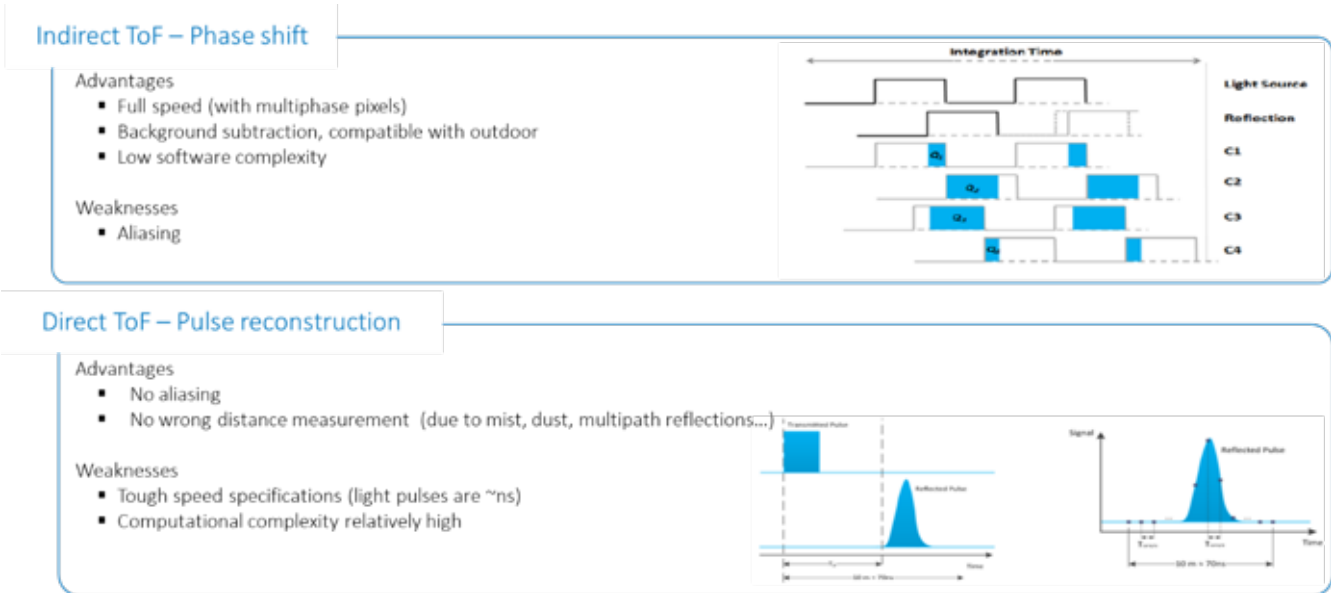 Indirect ToF – Phase shift
Advantages
▪ Full speed (with multiphase pixels)
▪ Background subtraction, compatible with outdoor
▪ Low software complexity
Weaknesses
▪ Aliasing
Integration Time
Light Source
Reflection
C1
C2
C3
C4
Direct ToF – Pulse reconstruction
Advantages
▪ No aliasing
▪ No wrong distance measurement (due to mist, dust, multipath reflections...)
Weaknesses
▪ Tough speed specifications (light pulses are ~ns)
▪ Computational complexity relatively high
Transmitted Pulse
Reflected Pulse
Time
10 m ≈ 70ns
Signal
Reflected Pulse
Time
10 m ≈ 70ns